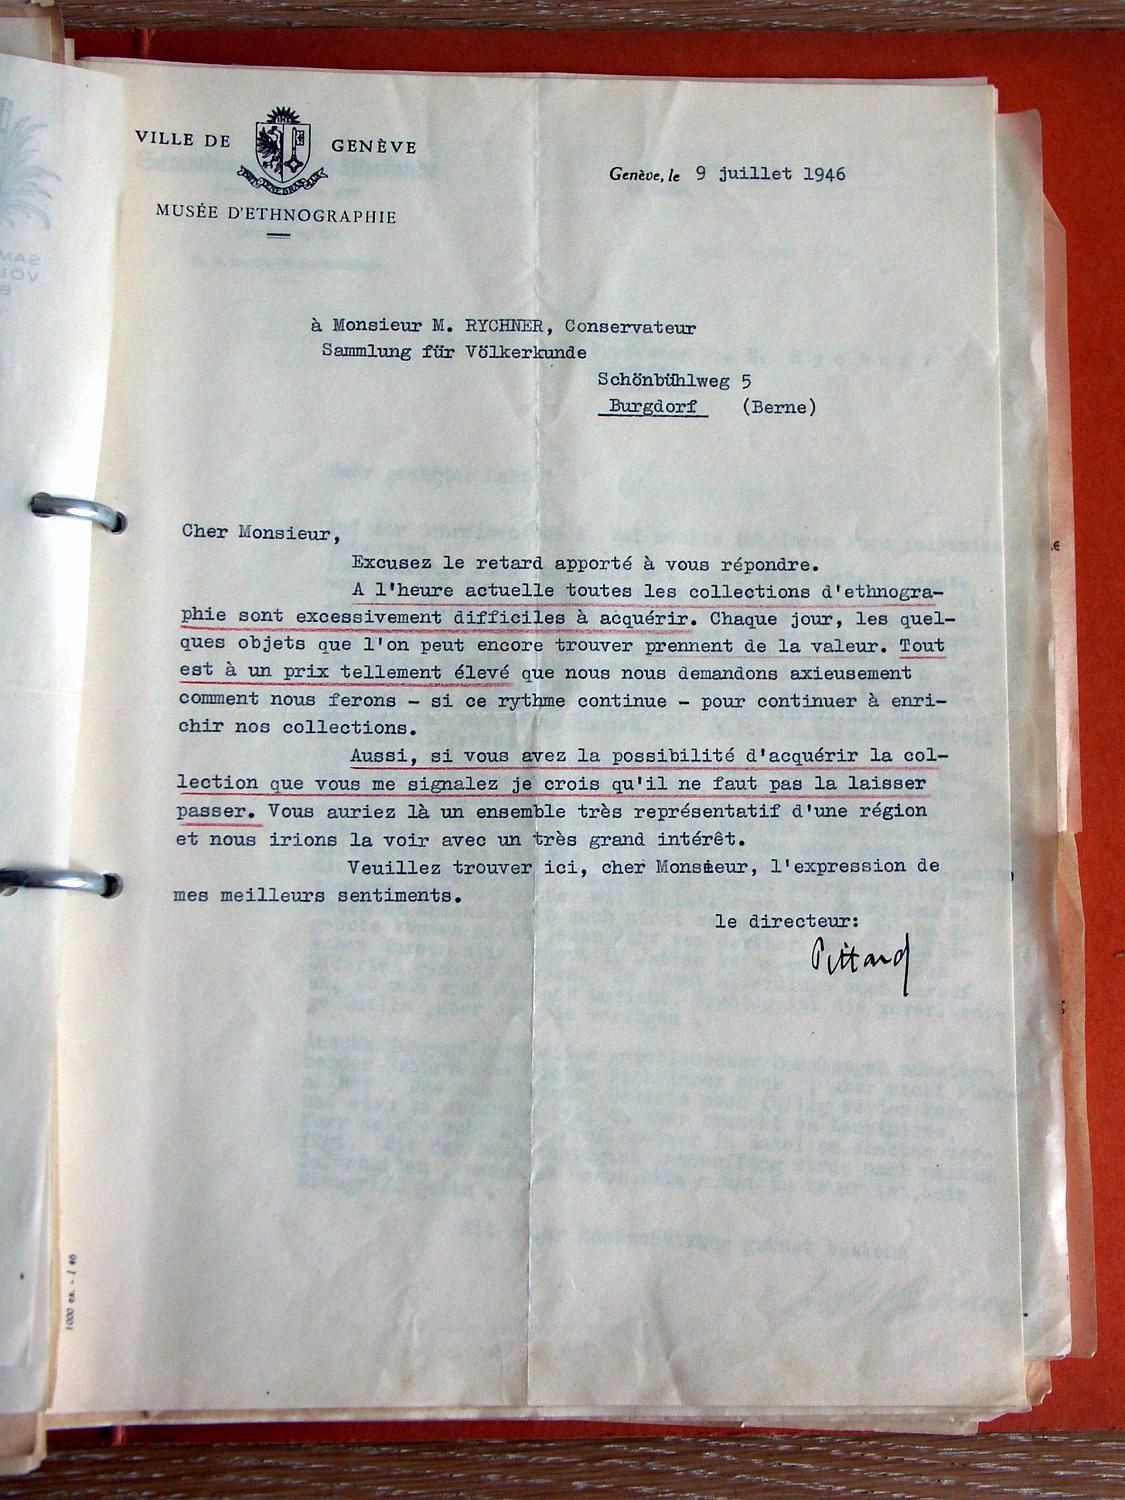 VILLE DE GENÈVE
MUSÉE D'ETHNOGRAPHIE
Genève, le 9 juillet 1946
à Monsieur M. RYCHNER, Conservateur
Sammlung für Völkerkunde
Schönbühlweg 5
Burgdorf (Berne)
Cher Monsieur,
Excusez le retard apporté à vous répondre.
A l'heure actuelle toutes les collections d'ethnogra-
phie sont excessivement difficiles à acquérir. Chaque jour, les quel-
ques objets que l'on peut encore trouver prennent de la valeur. Tout
est à un prix tellement élevé que nous nous demandons axieusement
comment nous ferons - si ce rythme continue - pour continuer à enri-
chir nos collections.
Aussi, si vous avez la possibilité d'acquérir la col-
lection que vous me signalez je crois qu'il ne faut pas la laisser
passer. Vous auriez là un ensemble très représentatif d'une région
et nous irions la voir avec un très grand intérêt.
Veuillez trouver ici, cher Monsieur, l'expression de
mes meilleurs sentiments.
le directeur:
Pittard
1000 ex. - 1 46